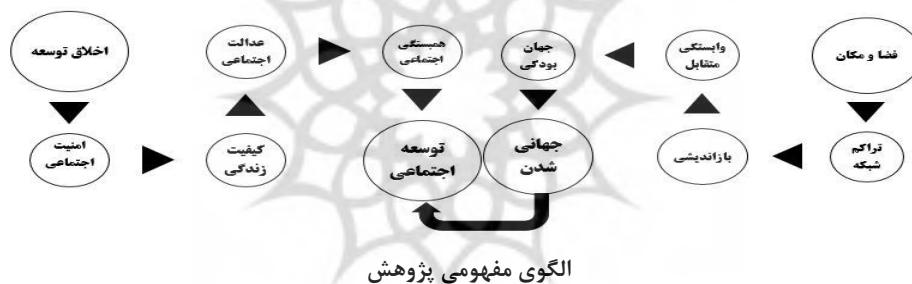 فضا و مکان
تراکم
شبکه
بازاندیشی
وابستگی
متقابل
جهان
بودگی
جهانی
شدن
اخلاق توسعه
امنیت
اجتماعی
کیفیت
زندگی
عدالت
اجتماعی
همبستگی
اجتماعی
توسعه
اجتماعی
الگوی مفهومی پژوهش